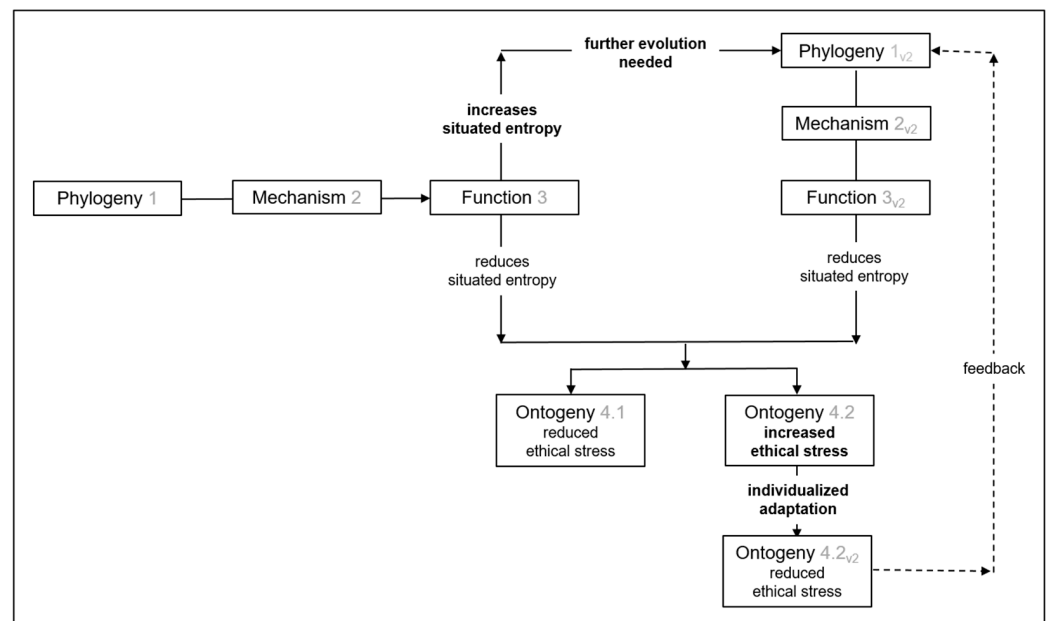 further evolution
needed
Phylogeny 1v2
increases
situated entropy
Mechanism 2v2
Phylogeny 1
Mechanism 2
Function 3
Function 3v2
reduces
situated entropy
reduces
situated entropy
feedback
Ontogeny 4.1
reduced
ethical stress
Ontogeny 4.2
increased
ethical stress
individualized
adaptation
Ontogeny 4.2v2
reduced
ethical stress